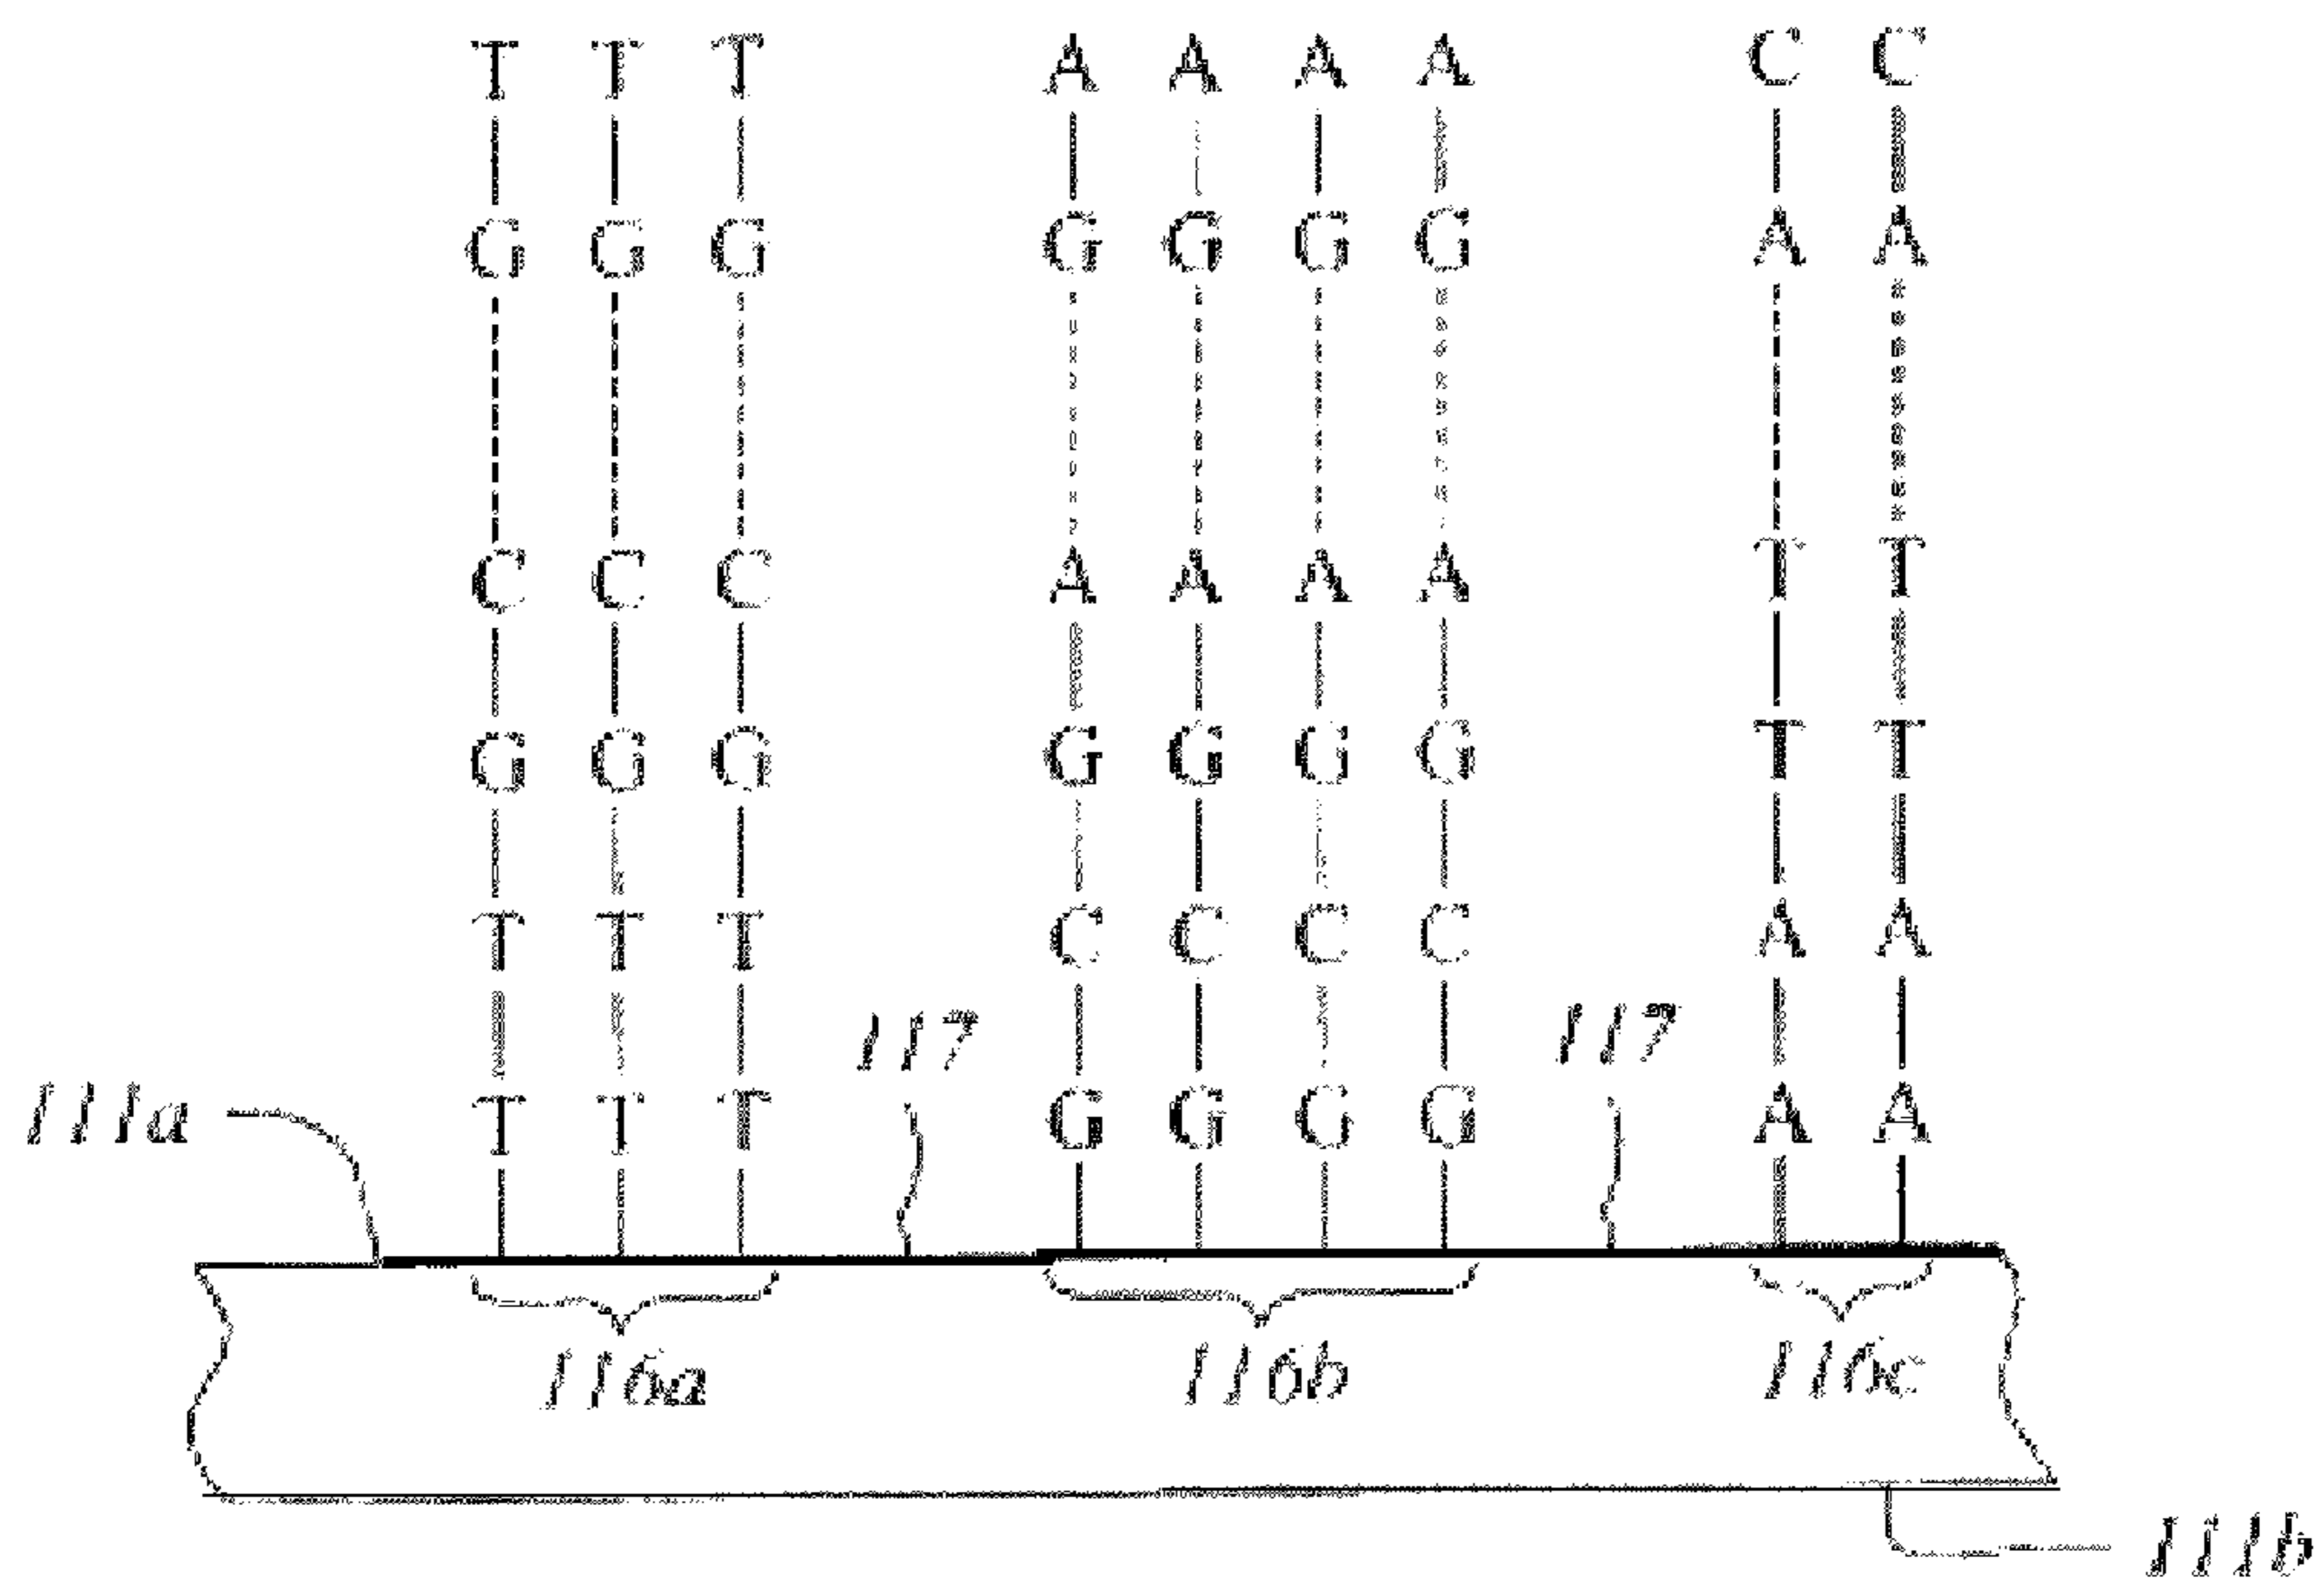 T T T A A A A C C
G G G G G G G A A
C C C A A A A T T
G G G G G G G T T
T T T C C C C A A
117 117
111a T T T G G G G A A
116a 116b 116c
111b